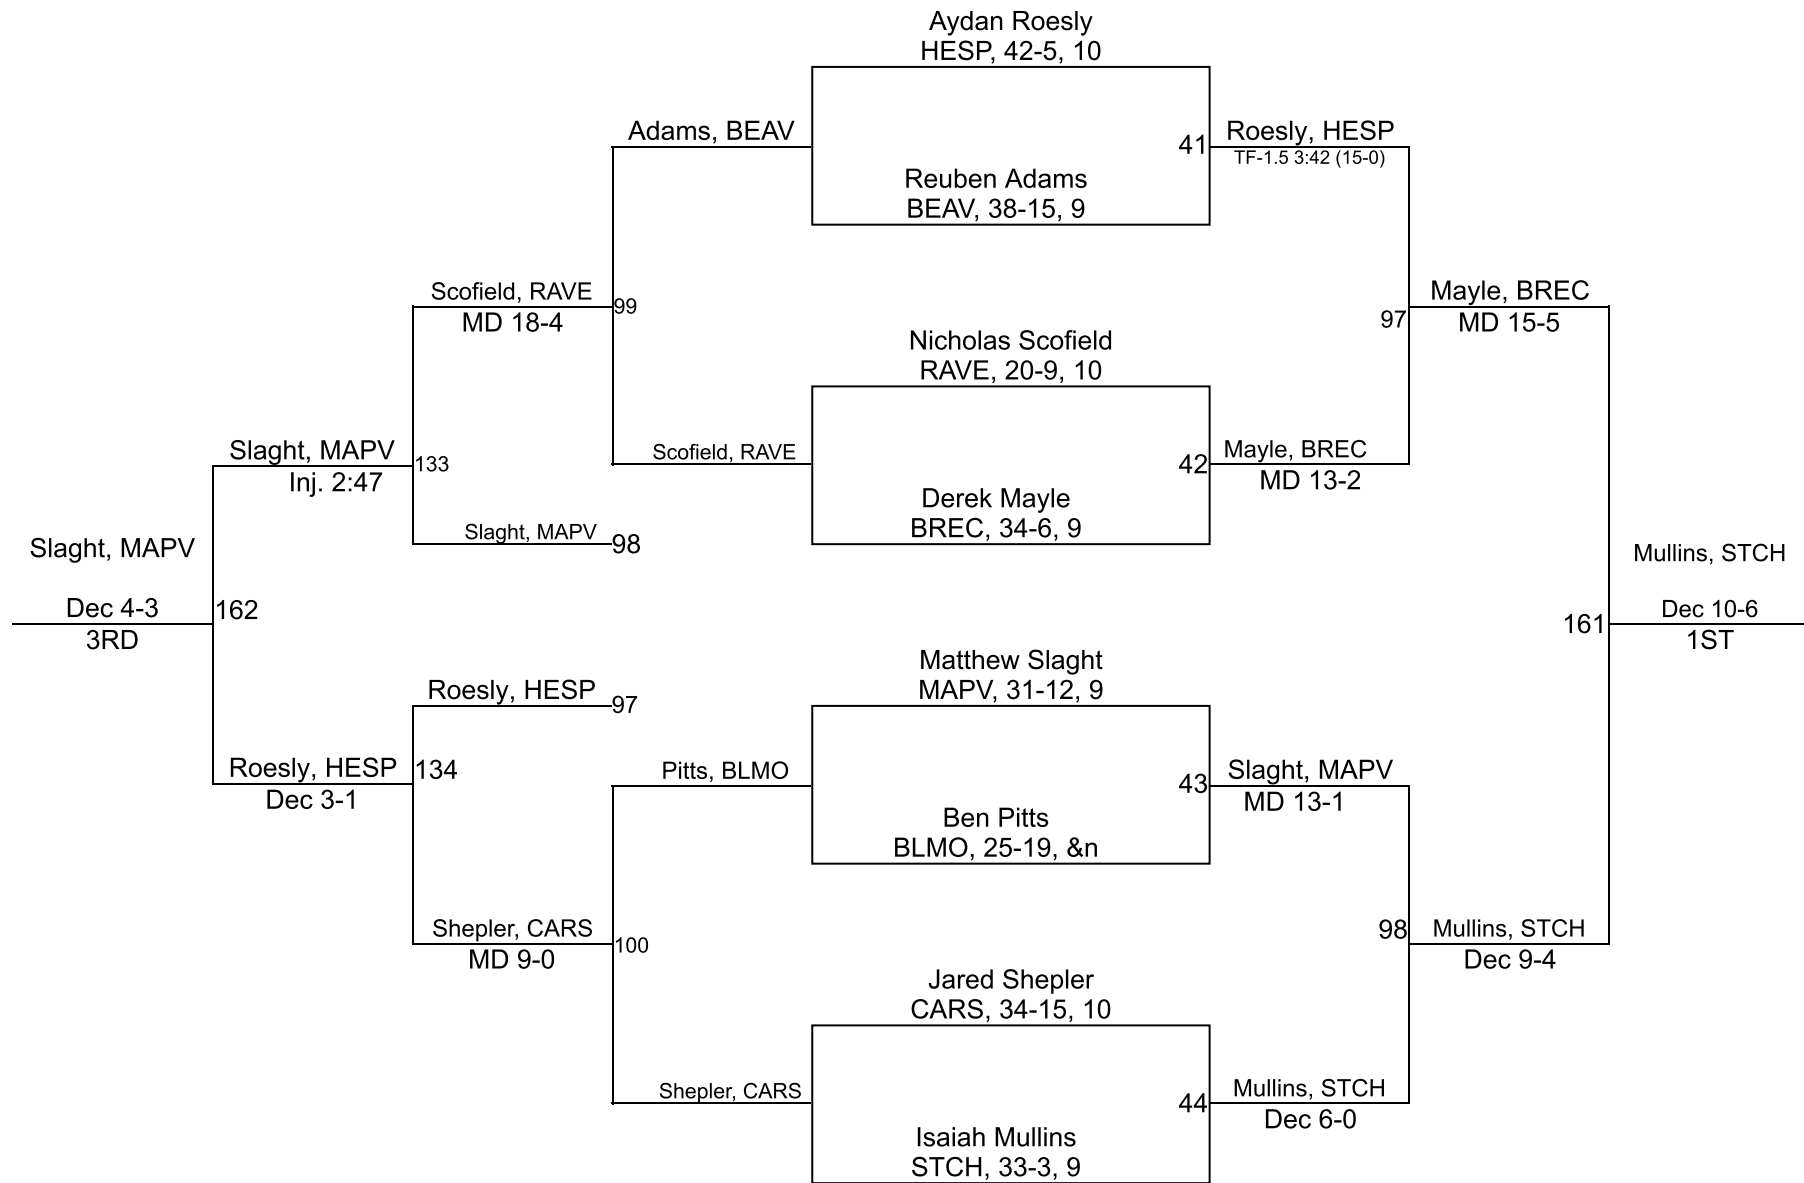 Aydan Roesly
HESP, 42-5, 10
Adams, BEAV
41
Roesly, HESP
TF-1.5 3:42 (15-0)
Reuben Adams
BEAV, 38-15, 9
Scofield, RAVE
MD 18-4
99
97
Mayle, BREC
MD 15-5
Nicholas Scofield
RAVE, 20-9, 10
Slaght, MAPV
Inj. 2:47
133
Scofield, RAVE
42
Mayle, BREC
MD 13-2
Derek Mayle
BREC, 34-6, 9
Slaght, MAPV
98
Slaght, MAPV
Dec 4-3
3RD
162
Mullins, STCH
161
Dec 10-6
1ST
Matthew Slaght
MAPV, 31-12, 9
Roesly, HESP
97
Roesly, HESP
Dec 3-1
134
Pitts, BLMO
43
Slaght, MAPV
MD 13-1
Ben Pitts
BLMO, 25-19, &n
Shepler, CARS
MD 9-0
100
98
Mullins, STCH
Dec 9-4
Jared Shepler
CARS, 34-15, 10
Shepler, CARS
44
Mullins, STCH
Dec 6-0
Isaiah Mullins
STCH, 33-3, 9